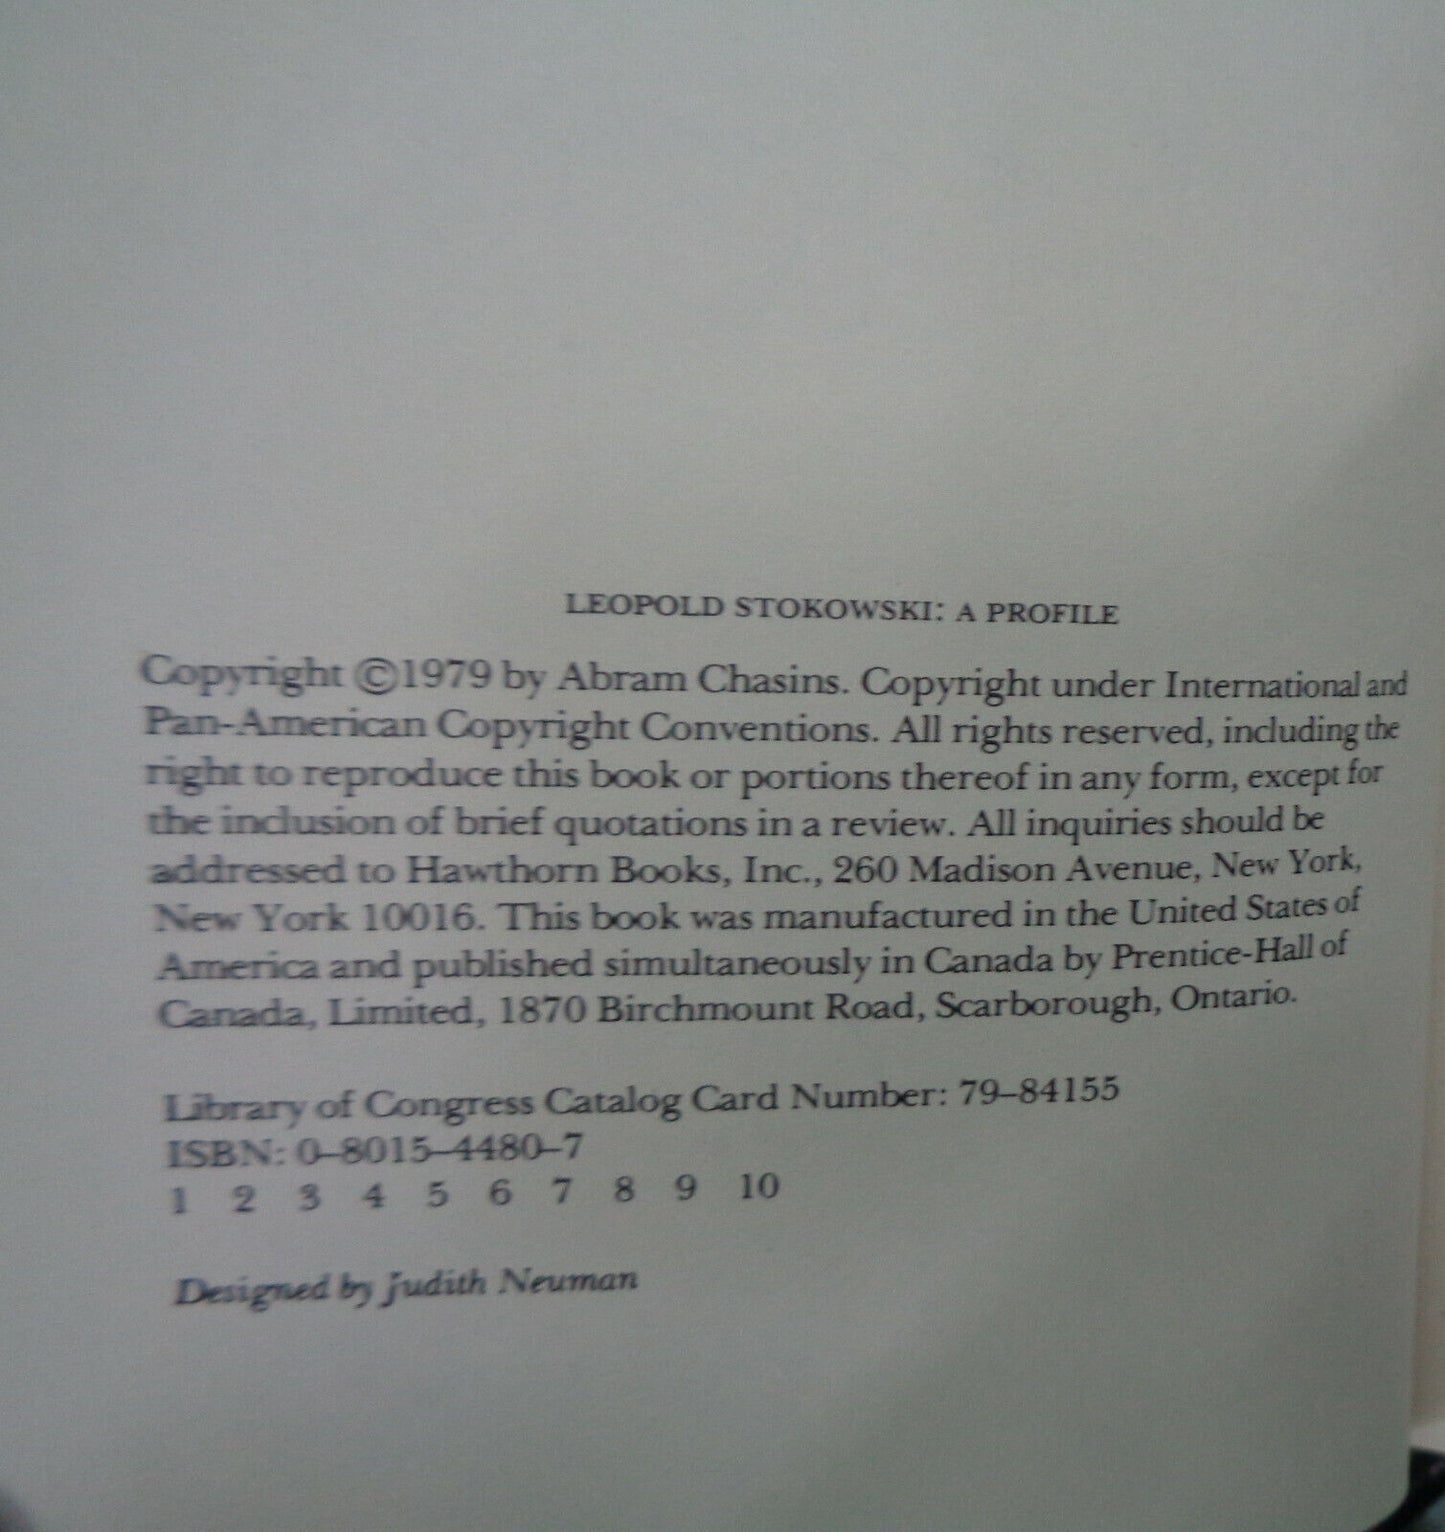 LEOPOLD STOKOWSKI: A PROFILE
Copyright ©1979 by Abram Chasins. Copyright under International and
Pan-American Copyright Conventions. All rights reserved, including the
right to reproduce this book or portions thereof in any form, except for
the inclusion of brief quotations in a review. All inquiries should be
addressed to Hawthorn Books, Inc., 260 Madison Avenue, New York,
New York 10016. This book was manufactured in the United States of
America and published simultaneously in Canada by Prentice-Hall of
Canada, Limited, 1870 Birchmount Road, Scarborough, Ontario.
Library of Congress Catalog Card Number: 79–84155
ISBN: 0–8015–4480–7
1 2 3 4 5 6 7 8 9 10
Designed by Judith Neuman